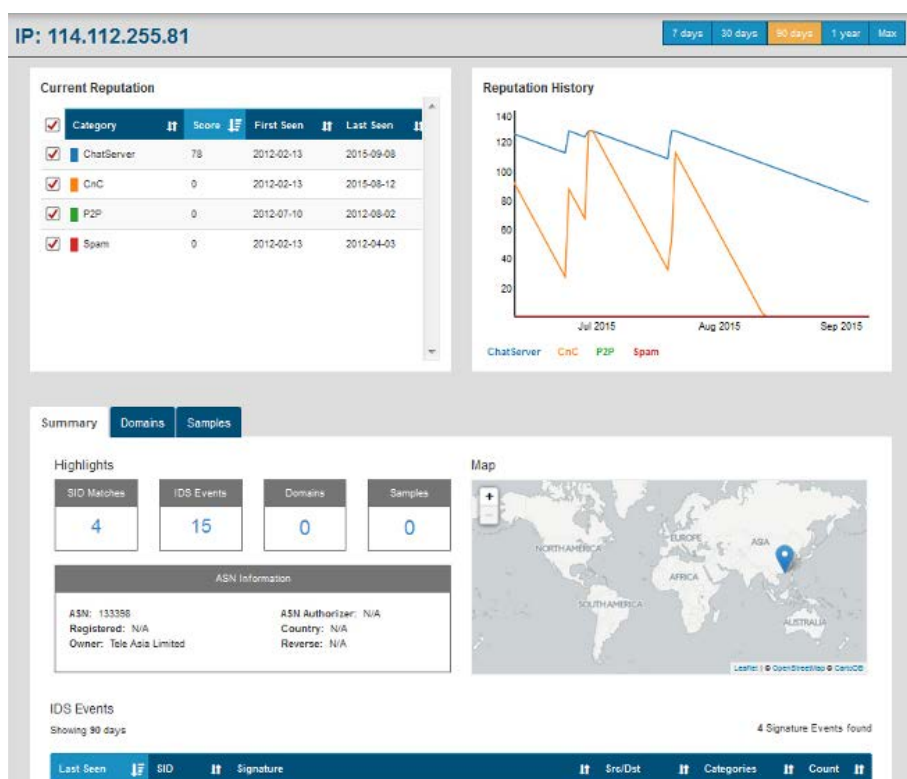 IP: 114.112.255.81
7 days 30 days 90 days 1 year Max
Current Reputation
Category Score First Seen Last Seen
ChatServer 78 2012-02-13 2015-09-08
CnC 0 2012-02-13 2015-08-12
P2P 0 2012-07-10 2012-08-02
Spam 0 2012-02-13 2012-04-03
Reputation History
140
120
100
80
60
40
20
Jul 2015 Aug 2015 Sep 2015
ChatServer CnC P2P Spam
Summary Domains Samples
Highlights
SID Matches IDS Events Domains Samples
4 15 0 0
ASN Information
ASN: 133398 ASN Authorizer: N/A
Registered: N/A Country: N/A
Owner: Tele Asia Limited Reverse: N/A
Map
+
-
NORTH AMERICA
EUROPE
ASIA
AFRICA
SOUTH AMERICA
AUSTRALIA
Leaflet | © OpenStreetMap © CartoDB
IDS Events
Showing 90 days
4 Signature Events found
Last Seen SID Signature Src/Dst Categories Count